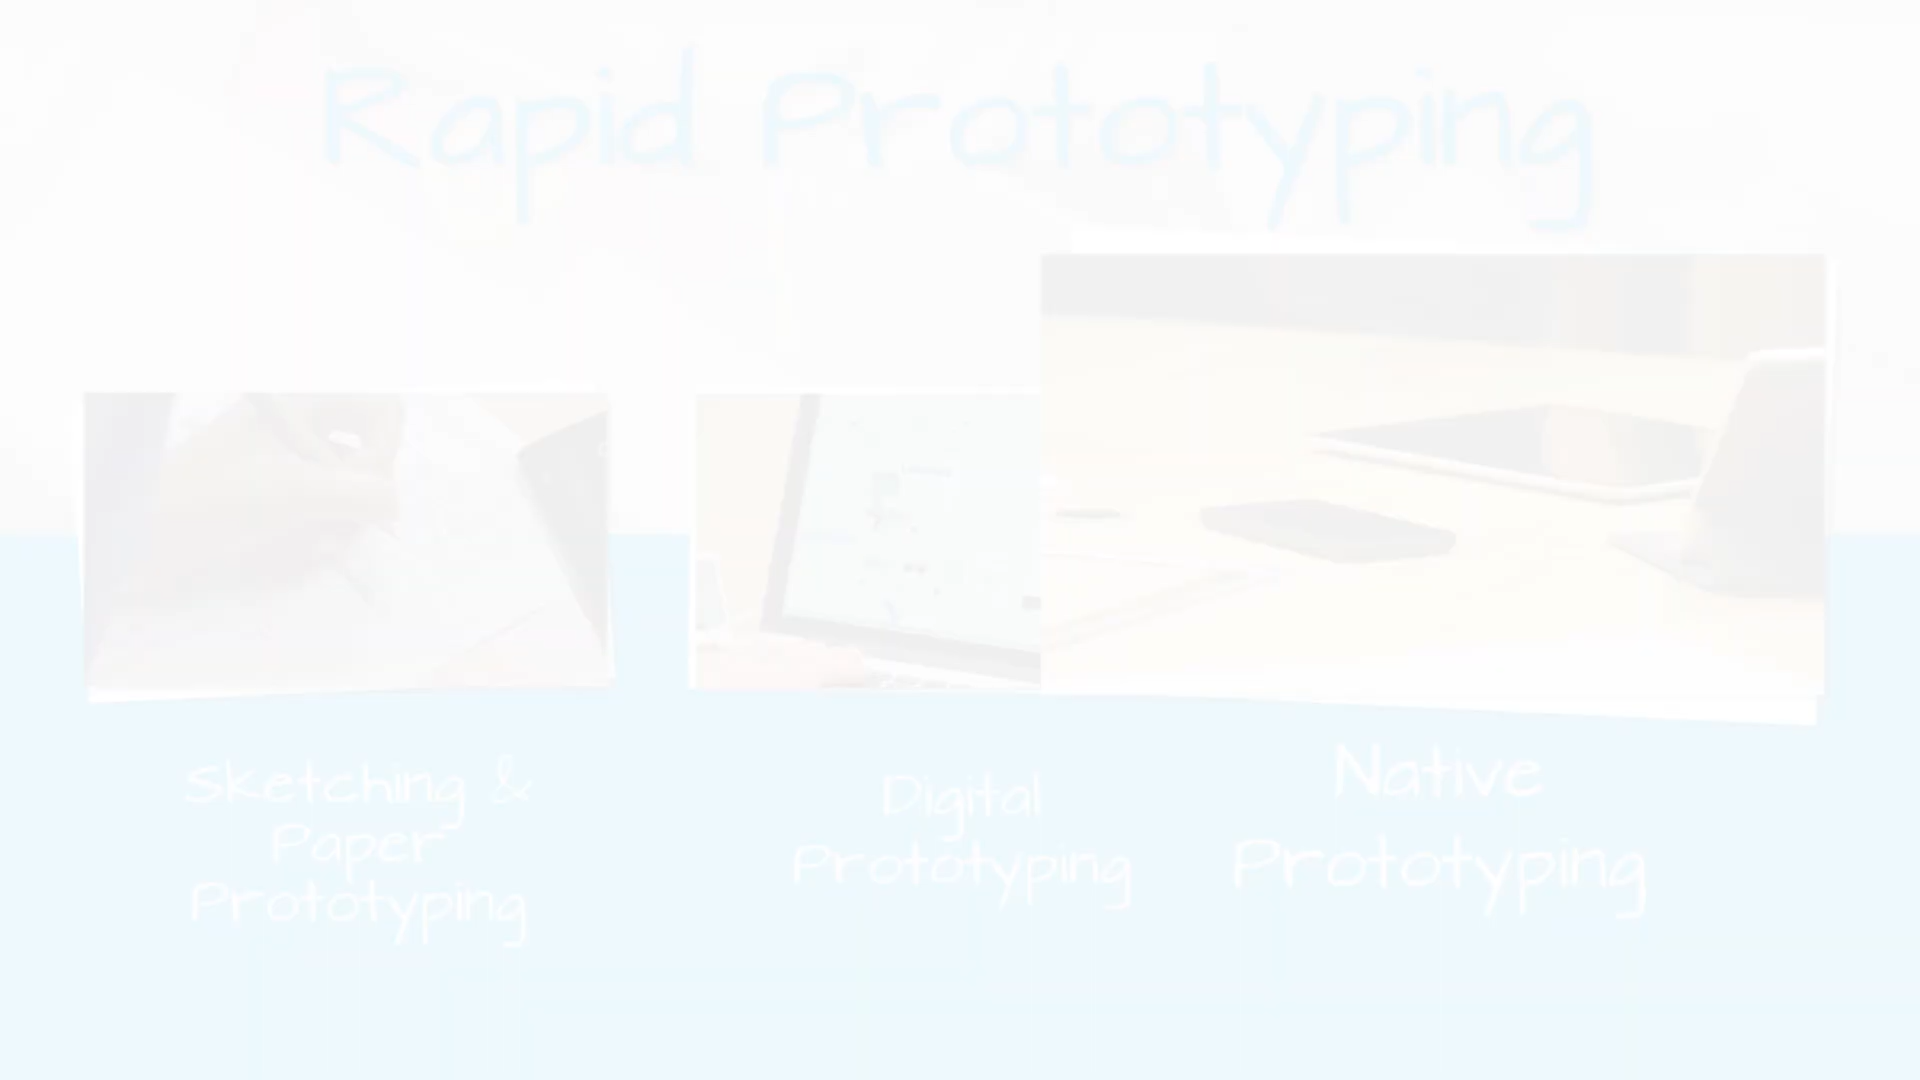 Rapid Prototyping
Sketching &
Paper
Prototyping
Digital
Prototyping
Native
Prototyping